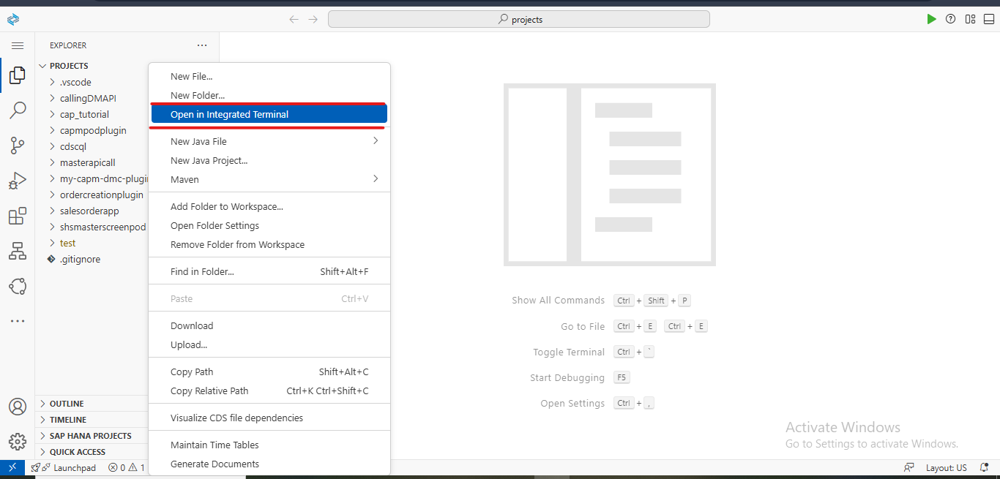 projects
EXPLORER
PROJECTS
.vscode
callingDMAPI
cap_tutorial
capmpodplugin
cdscql
masterapicall
my-capm-dmc-plugi
ordercreationplugin
salesorderapp
shsmasterscreenpod
test
.gitignore
OUTLINE
TIMELINE
SAP HANA PROJECTS
QUICK ACCESS
New File...
New Folder...
Open in Integrated Terminal
New Java File
New Java Project...
Maven
Add Folder to Workspace...
Open Folder Settings
Remove Folder from Workspace
Find in Folder... Shift+Alt+F
Paste Ctrl+V
Download
Upload...
Copy Path Shift+Alt+C
Copy Relative Path Ctrl+K Ctrl+Shift+C
Visualize CDS file dependencies
Maintain Time Tables
Generate Documents
Show All Commands Ctrl + Shift + P
Go to File Ctrl + E Ctrl + E
Toggle Terminal Ctrl + `
Start Debugging F5
Open Settings Ctrl + ,
Activate Windows
Go to Settings to activate Windows.
Launchpad 0 1
Layout: US